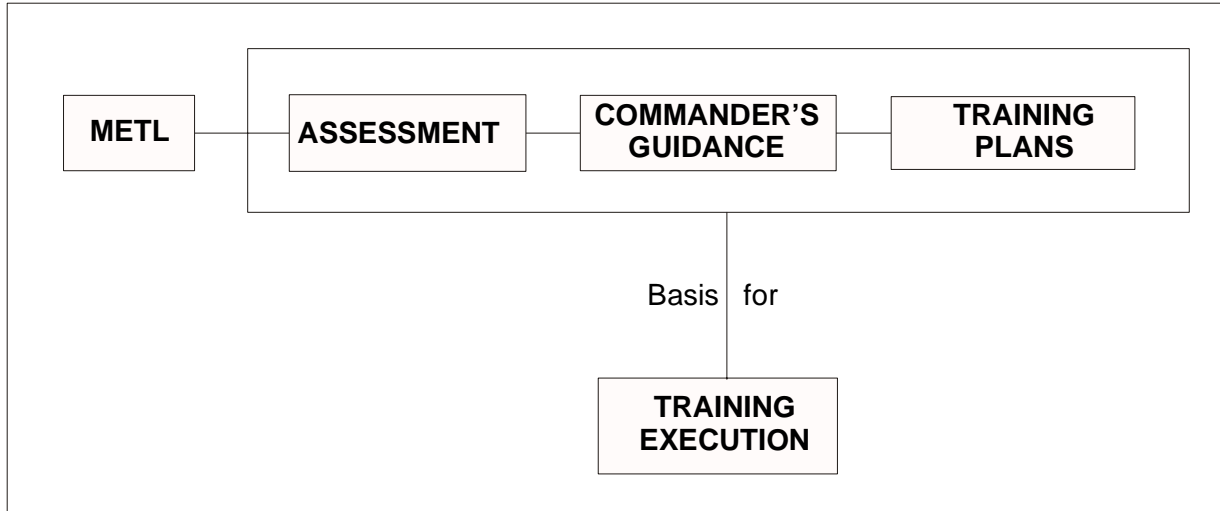 METL
ASSESSMENT
COMMANDER'S
GUIDANCE
TRAINING
PLANS
Basis for
TRAINING
EXECUTION